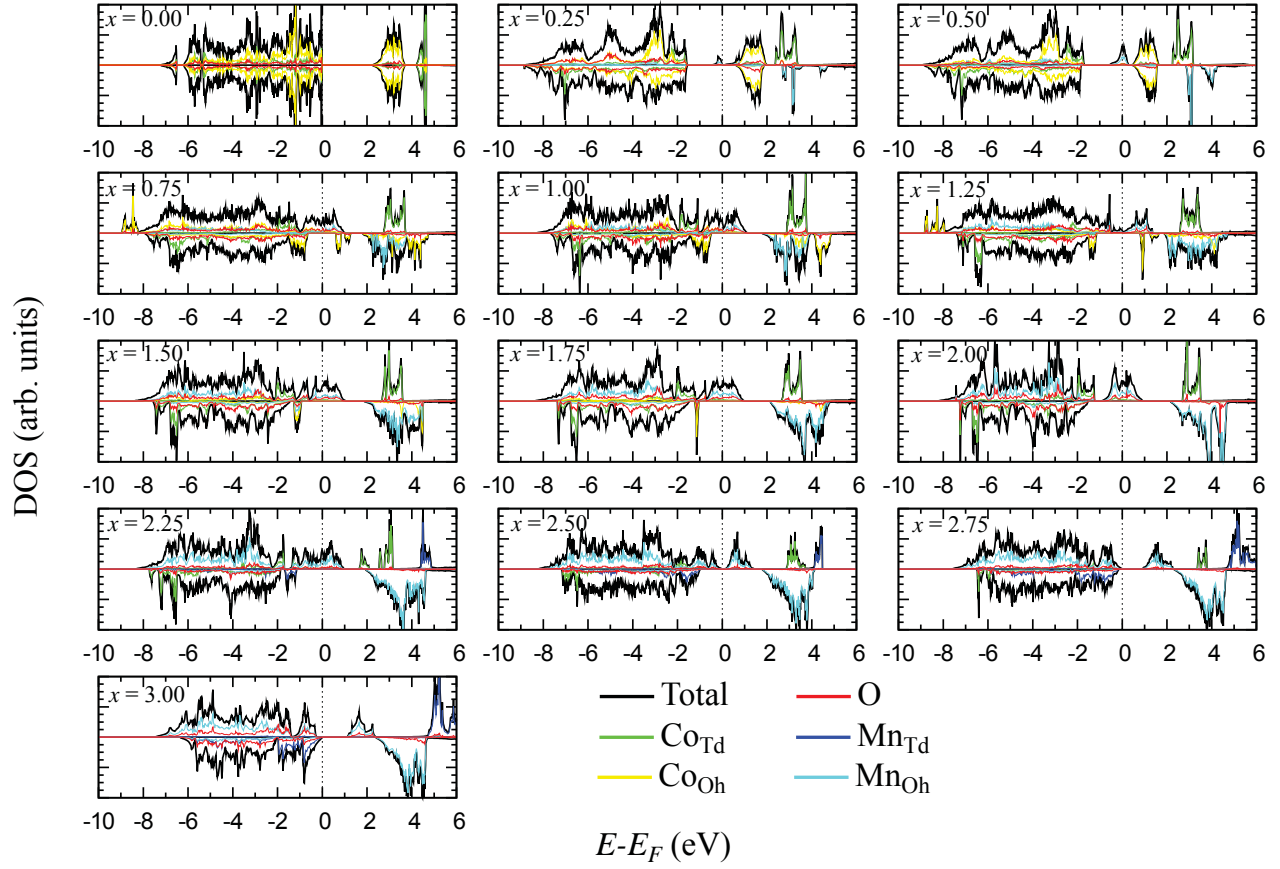 x = 0.00 x = 0.25 x = 0.50
-10 -8 -6 -4 -2 0 2 4 6 -10 -8 -6 -4 -2 0 2 4 6 -10 -8 -6 -4 -2 0 2 4 6
x = 0.75 x = 1.00 x = 1.25
-10 -8 -6 -4 -2 0 2 4 6 -10 -8 -6 -4 -2 0 2 4 6 -10 -8 -6 -4 -2 0 2 4 6
x = 1.50 x = 1.75 x = 2.00
-10 -8 -6 -4 -2 0 2 4 6 -10 -8 -6 -4 -2 0 2 4 6 -10 -8 -6 -4 -2 0 2 4 6
x = 2.25 x = 2.50 x = 2.75
-10 -8 -6 -4 -2 0 2 4 6 -10 -8 -6 -4 -2 0 2 4 6 -10 -8 -6 -4 -2 0 2 4 6
x = 3.00
-10 -8 -6 -4 -2 0 2 4 6
DOS (arb. units)
Total O
CoTd MnTd
CoOh MnOh
E-EF (eV)